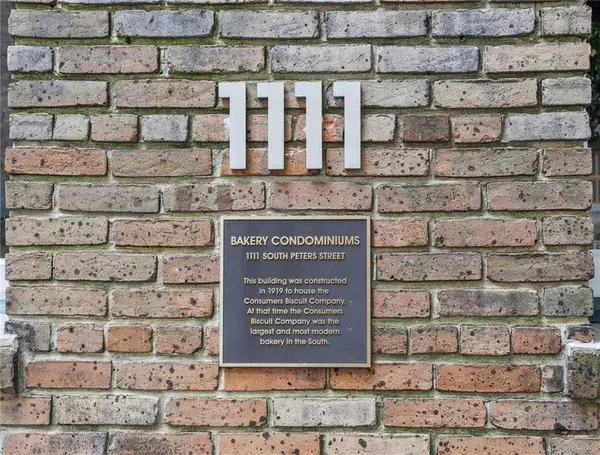 1111
BAKERY CONDOMINIUMS
1111 SOUTH PETERS STREET
This building was constructed
in 1919 to house the
Consumers Biscuit Company.
At that time the Consumers
Biscuit Company was the
largest and most modern
bakery in the South.